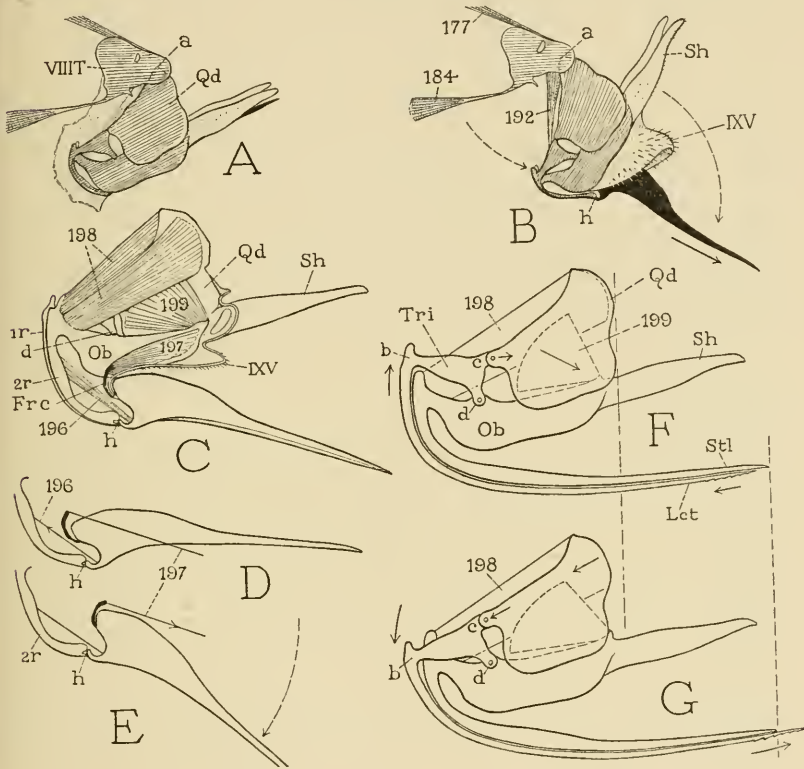 VIIIT
a
Qd
A
177
a
184
192
Sh
IXV
h
B
198
Qd
Sh
199
1r
d
Ob
197
2r
Frc
IXV
196
h
C
198
Qd
Tri
199
b
c
Sh
d
Ob
F
Stl
Lct
196
h
197
D
2r
h
E
198
c
b
d
G